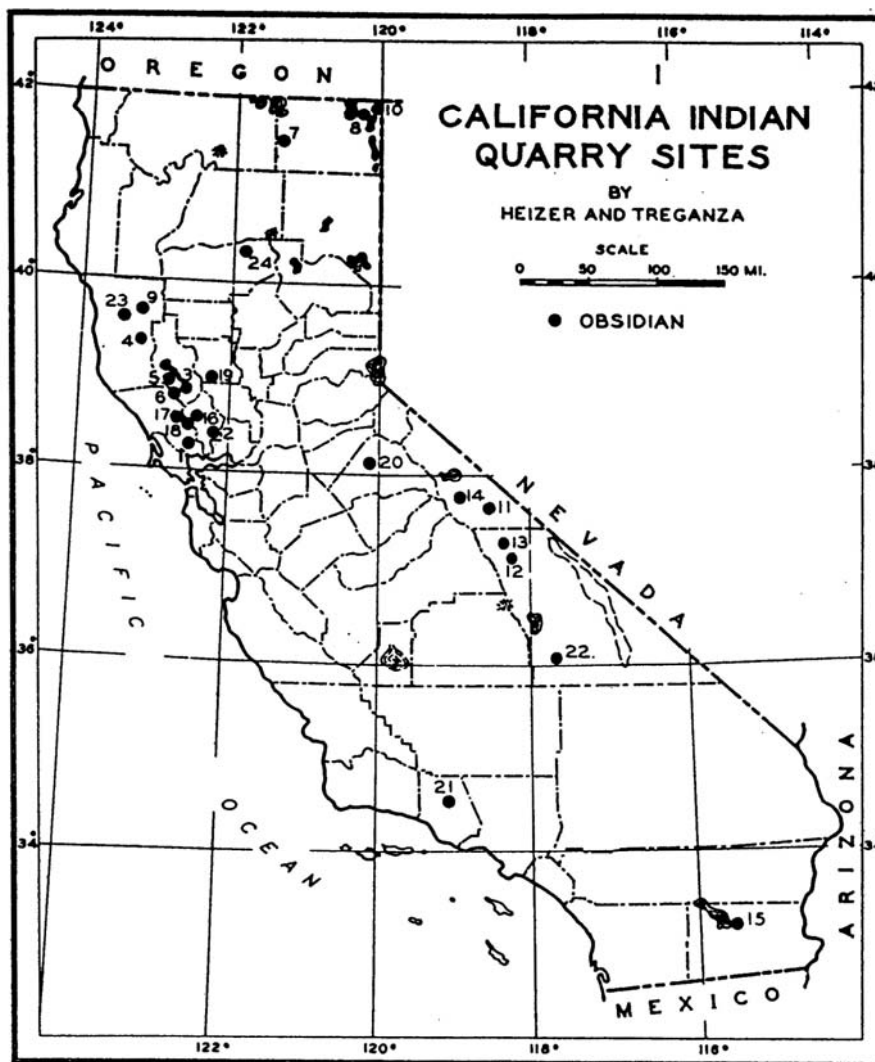 124° 122° 120° 118° 116° 114°
42°
OREGON
I
10
8
7
CALIFORNIA INDIAN
QUARRY SITES
BY
HEIZER AND TREGANZA
SCALE
0 50 100 150 MI.
OBSIDIAN
24
40°
23 9
4
5 3 19
6
17 16
18 22
1
38°
20
14 11
13
12
NEVADA
PACIFIC
36°
22.
21
OCEAN
34°
15
ARIZONA
MEXICO
122° 120° 118° 116°